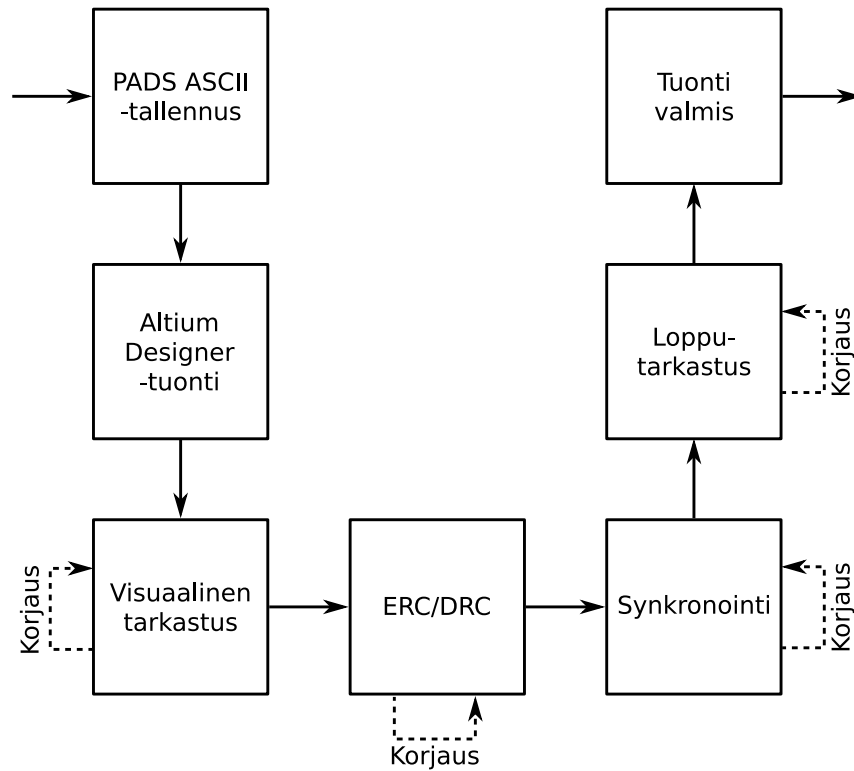 PADS ASCII
-tallennus
Altium
Designer
-tuonti
Visuaalinen
tarkastus
Korjaus
ERC/DRC
Korjaus
Synkronointi
Korjaus
Loppu-
tarkastus
Korjaus
Tuonti
valmis